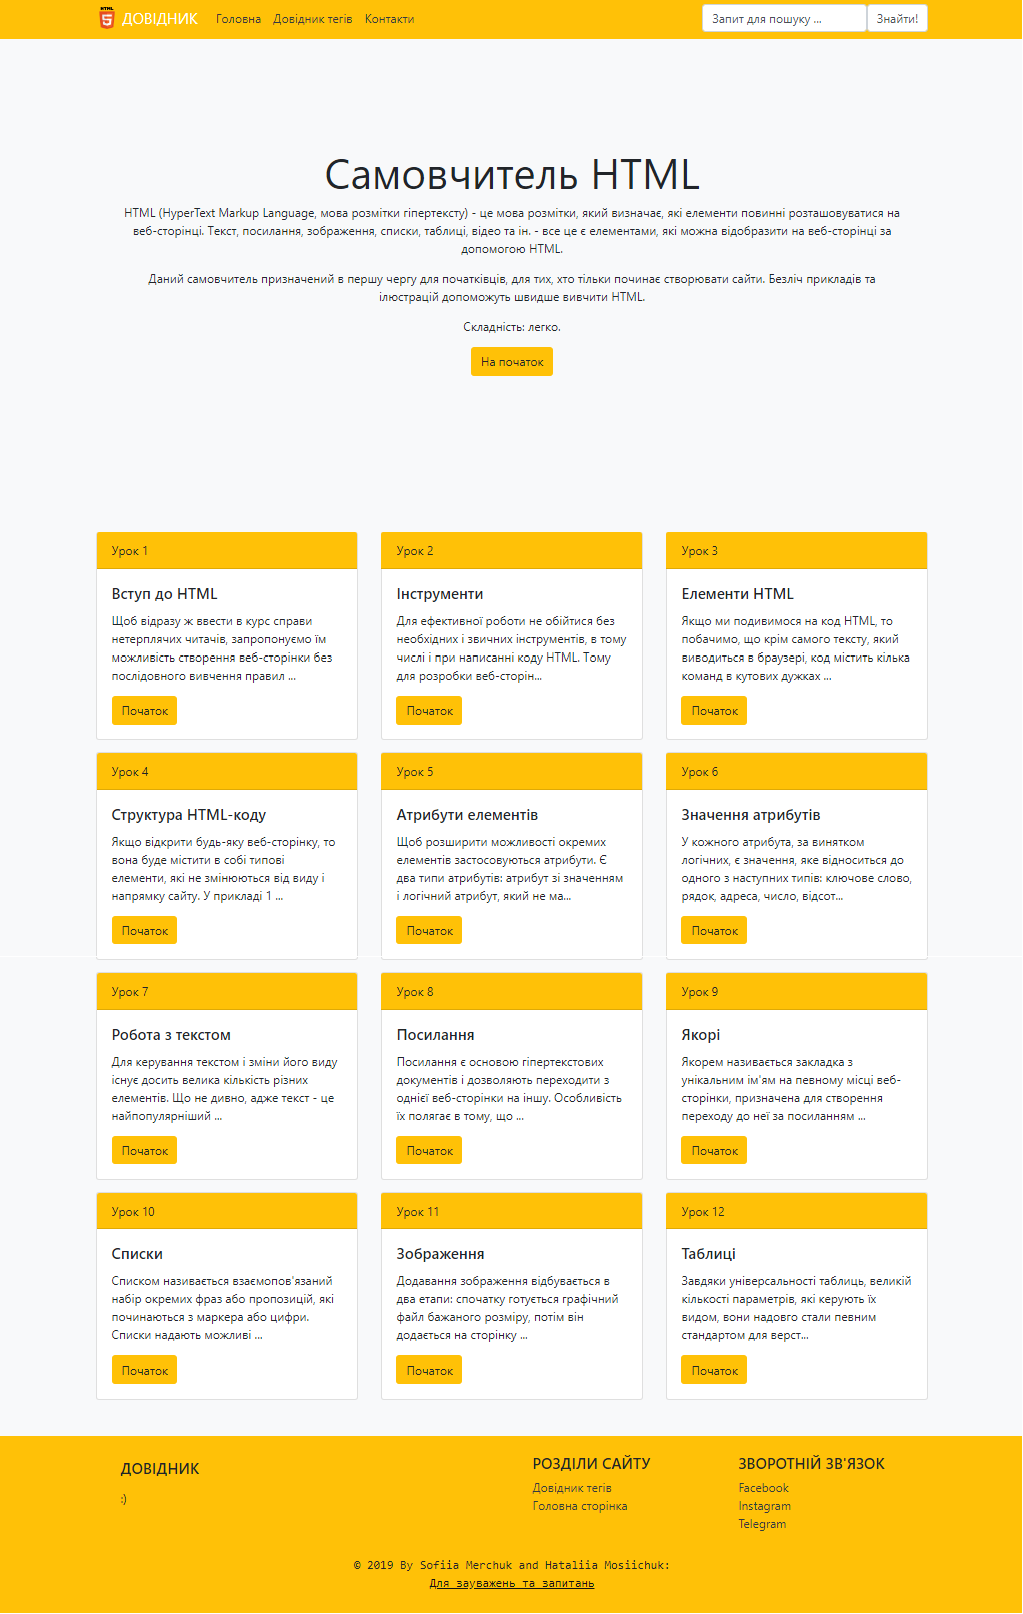 HTML
5
ДОВІДНИК Головна Довідник тегів Контакти Запит для пошуку ... Знайти!
Самовчитель HTML
HTML (HyperText Markup Language, мова розмітки гіпертексту) - це мова розмітки, який визначає, які елементи повинні розташовуватися на
веб-сторінці. Текст, посилання, зображення, списки, таблиці, відео та ін. - все це є елементами, які можна відобразити на веб-сторінці за
допомогою HTML.
Даний самовчитель призначений в першу чергу для початківців, для тих, хто тільки починає створювати сайти. Безліч прикладів та
ілюстрацій допоможуть швидше вивчити HTML.
Складність: легко.
На початок
Урок 1
Вступ до HTML
Щоб відразу ж ввести в курс справи
нетерплячих читачів, запропонуємо їм
можливість створення веб-сторінки без
послідовного вивчення правил ...
Початок
Урок 2
Інструменти
Для ефективної роботи не обійтися без
необхідних і звичних інструментів, в тому
числі і при написанні коду HTML. Тому
для розробки веб-сторін...
Початок
Урок 3
Елементи HTML
Якщо ми подивимося на код HTML, то
побачимо, що крім самого тексту, який
виводиться в браузері, код містить кілька
команд в кутових дужках ...
Початок
Урок 4
Структура HTML-коду
Якщо відкрити будь-яку веб-сторінку, то
вона буде містити в собі типові
елементи, які не змінюються від виду і
напрямку сайту. У прикладі 1 ...
Початок
Урок 5
Атрибути елементів
Щоб розширити можливості окремих
елементів застосовуються атрибути. Є
два типи атрибутів: атрибут зі значенням
і логічний атрибут, який не ма...
Початок
Урок 6
Значення атрибутів
У кожного атрибута, за винятком
логічних, є значення, яке відноситься до
одного з наступних типів: ключове слово,
рядок, адреса, число, відсот...
Початок
Урок 7
Робота з текстом
Для керування текстом і зміни його виду
існує досить велика кількість різних
елементів. Що не дивно, адже текст - це
найпопулярніший ...
Початок
Урок 8
Посилання
Посилання є основою гіпертекстових
документів і дозволяють переходити з
однієї веб-сторінки на іншу. Особливість
їх полягає в тому, що ...
Початок
Урок 9
Якорі
Якорем називається закладка з
унікальним ім'ям на певному місці веб-
сторінки, призначена для створення
переходу до неї за посиланням ...
Початок
Урок 10
Списки
Списком називається взаємопов'язаний
набір окремих фраз або пропозицій, які
починаються з маркера або цифри.
Списки надають можливі ...
Початок
Урок 11
Зображення
Додавання зображення відбувається в
два етапи: спочатку готується графічний
файл бажаного розміру, потім він
додається на сторінку ...
Початок
Урок 12
Таблиці
Завдяки універсальності таблиць, великій
кількості параметрів, які керують їх
видом, вони надовго стали певним
стандартом для верст...
Початок
ДОВІДНИК
:)
РОЗДІЛИ САЙТУ
Довідник тегів
Головна сторінка
ЗВОРОТНІЙ ЗВ'ЯЗОК
Facebook
Instagram
Telegram
© 2019 By Sofiia Merchuk and Hataliia Mosiichuk:
Для зауважень та запитань